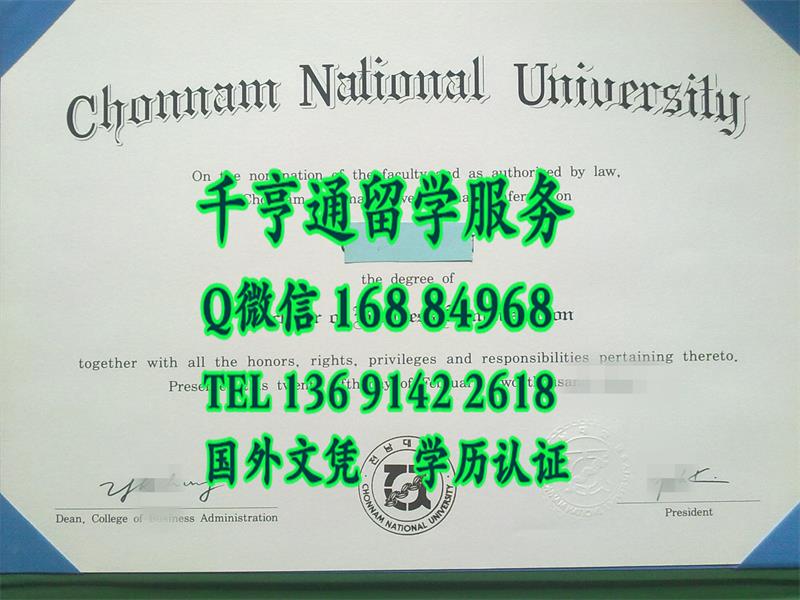 Chonnam National University
On the nomination of the faculty and as authorized by law,
千亨通留学服务
the degree of
Q微信 168 84968
together with all the honors, rights, privileges and responsibilities pertaining thereto.
TEL 136 9142 2618
国外文凭 学历认证
전남대
CHONNAM NATIONAL UNIVERSITY
Dean, College of Business Administration
President